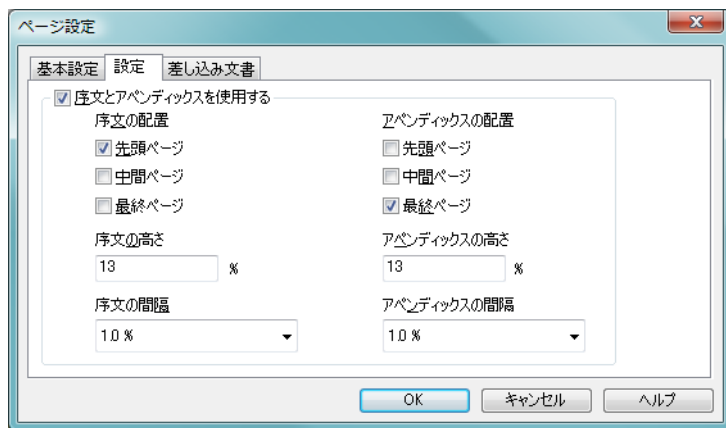 ページ設定
基本設定 設定 差し込み文書
序文とアペンディックスを使用する
序文の配置 アペンディックスの配置
先頭ページ 先頭ページ
中間ページ 中間ページ
最終ページ 最終ページ
序文の高さ アペンディックスの高さ
13 % 13 %
序文の間隔 アペンディックスの間隔
1.0 % 1.0 %
OK キャンセル ヘルプ